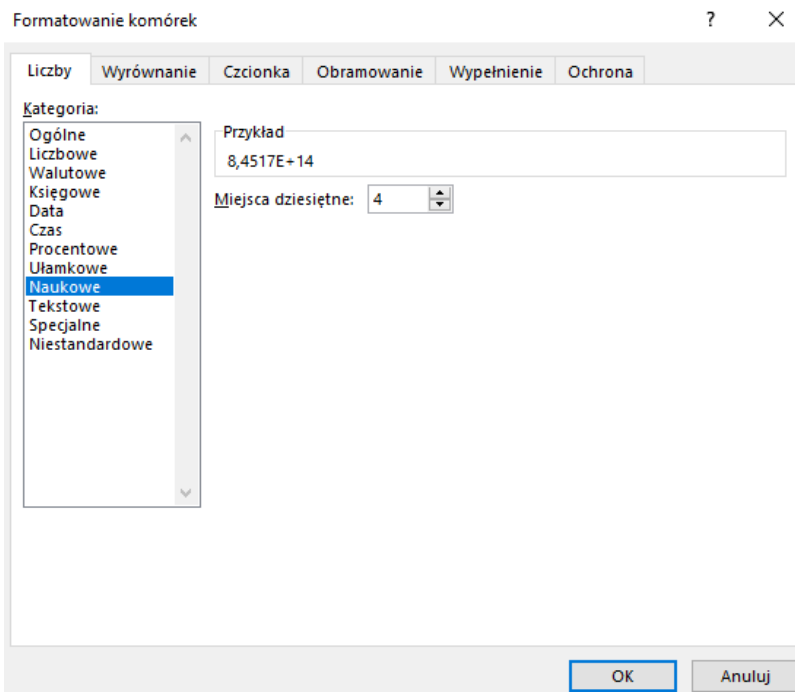 Formatowanie komórek ?
Liczby Wyrównanie Czcionka Obramowanie Wypełnienie Ochrona
Kategoria:
Ogólne
Liczbowe
Walutowe
Księgowe
Data
Czas
Procentowe
Ułamkowe
Naukowe
Tekstowe
Specjalne
Niestandardowe
Przykład
8,4517E+14
Miejsca dziesiętne: 4
OK Anuluj